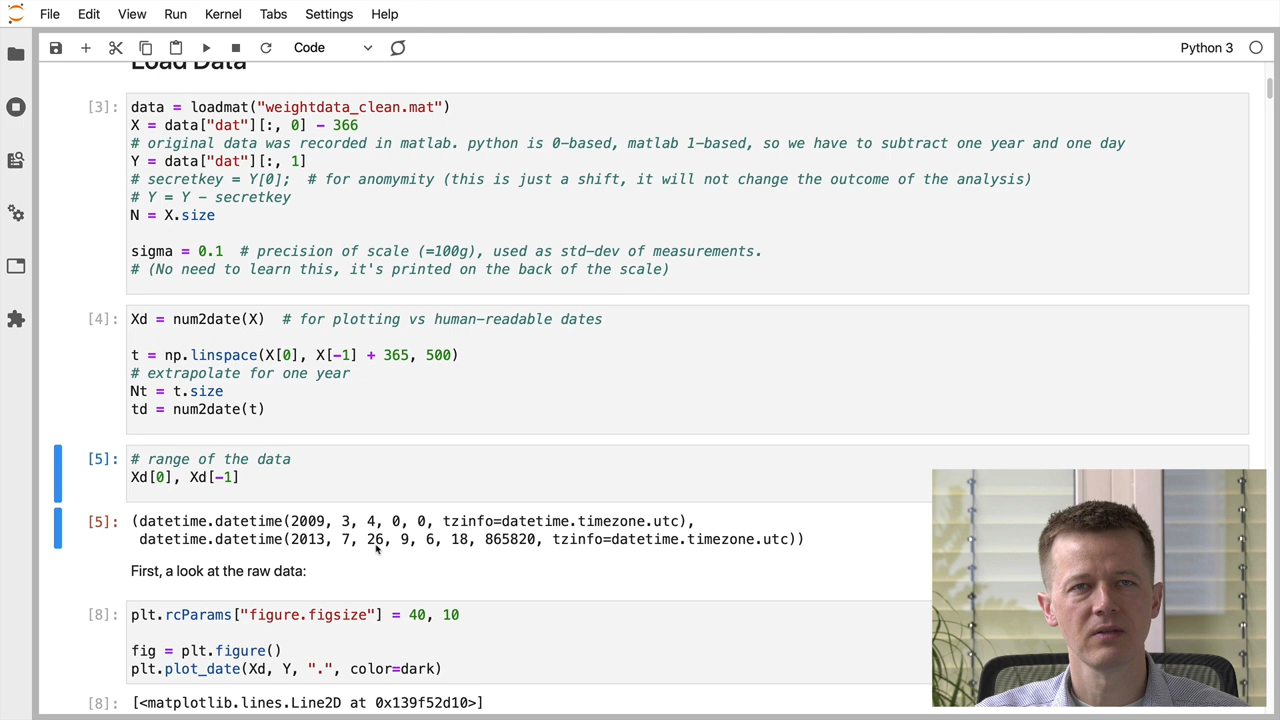 File Edit View Run Kernel Tabs Settings Help
Code Python 3
Load Data
[3]: data = loadmat("weightdata_clean.mat")
X = data["dat"][:, 0] - 366
# original data was recorded in matlab. python is 0-based, matlab 1-based, so we have to subtract one year and one day
Y = data["dat"][:, 1]
# secretkey = Y[0];  # for anomymity (this is just a shift, it will not change the outcome of the analysis)
# Y = Y - secretkey
N = X.size
sigma = 0.1  # precision of scale (=100g), used as std-dev of measurements.
# (No need to learn this, it's printed on the back of the scale)
[4]: Xd = num2date(X)  # for plotting vs human-readable dates
t = np.linspace(X[0], X[-1] + 365, 500)
# extrapolate for one year
Nt = t.size
td = num2date(t)
[5]: # range of the data
Xd[0], Xd[-1]
[5]: (datetime.datetime(2009, 3, 4, 0, 0, tzinfo=datetime.timezone.utc),
datetime.datetime(2013, 7, 26, 9, 6, 18, 865820, tzinfo=datetime.timezone.utc))
First, a look at the raw data:
[8]: plt.rcParams["figure.figsize"] = 40, 10
fig = plt.figure()
plt.plot_date(Xd, Y, ".", color=dark)
[8]: [<matplotlib.lines.Line2D at 0x139f52d10>]